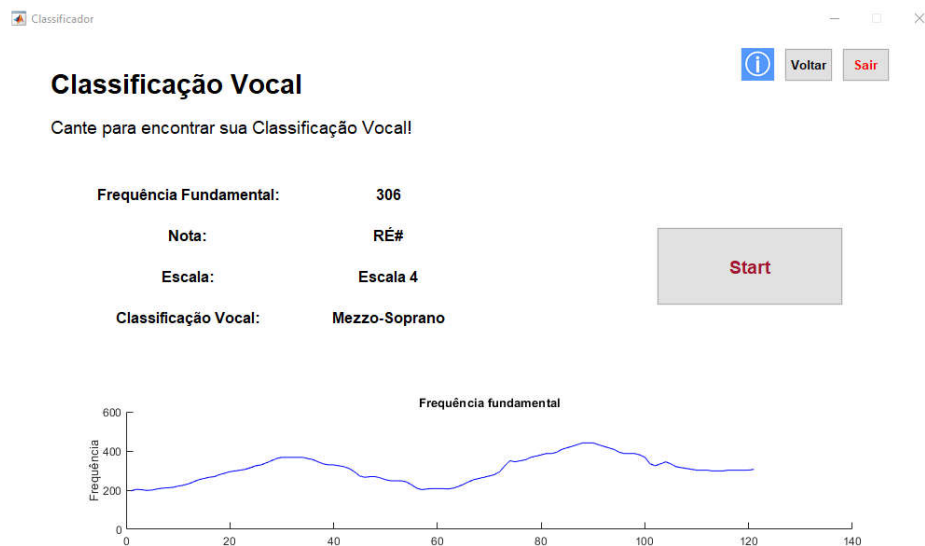 Classificador
Voltar
Sair
Classificação Vocal
Cante para encontrar sua Classificação Vocal!
Frequência Fundamental: 306
Nota: RÉ#
Escala: Escala 4
Classificação Vocal: Mezzo-Soprano
Start
Frequência fundamental
Frequência
600
400
200
0
0 20 40 60 80 100 120 140